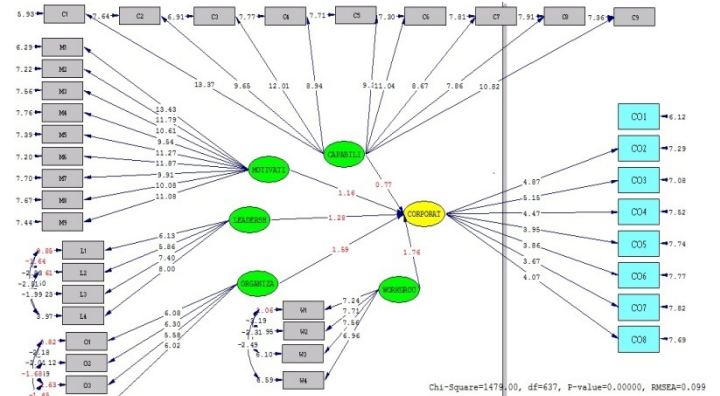 5.93 C1 7.64 C2 6.91 C3 7.77 C4 7.71 C5 7.30 C6 7.81 C7 7.91 C8 7.36 C9
13.37 9.65 12.01 8.94 11.04 8.67 7.86 10.82
6.29 M1
7.22 M2
7.56 M3
7.76 M4
7.39 M5
7.20 M6
7.70 M7
7.67 M8
7.44 M9
13.43
11.79
10.61
9.54
11.27
11.87
9.91
10.08
11.08
MOTIVATI
CAPABILI
LEADERSH
ORGANIZA
WORKGROU
CORPORAT
1.16
0.77
1.28
1.59
1.76
L1
L2
L3
L4
3.97
6.13
5.86
7.40
8.00
O1
O2
O3
6.08
6.30
5.58
6.02
W1
W2
W3
W4
7.24
7.71
7.56
6.96
4.87
5.15
4.47
3.95
3.86
3.67
4.07
CO1 6.12
CO2 7.29
CO3 7.08
CO4 7.52
CO5 7.74
CO6 7.77
CO7 7.82
CO8 7.69
Chi-Square=1479.00, df=637, P-value=0.00000, RMSEA=0.099